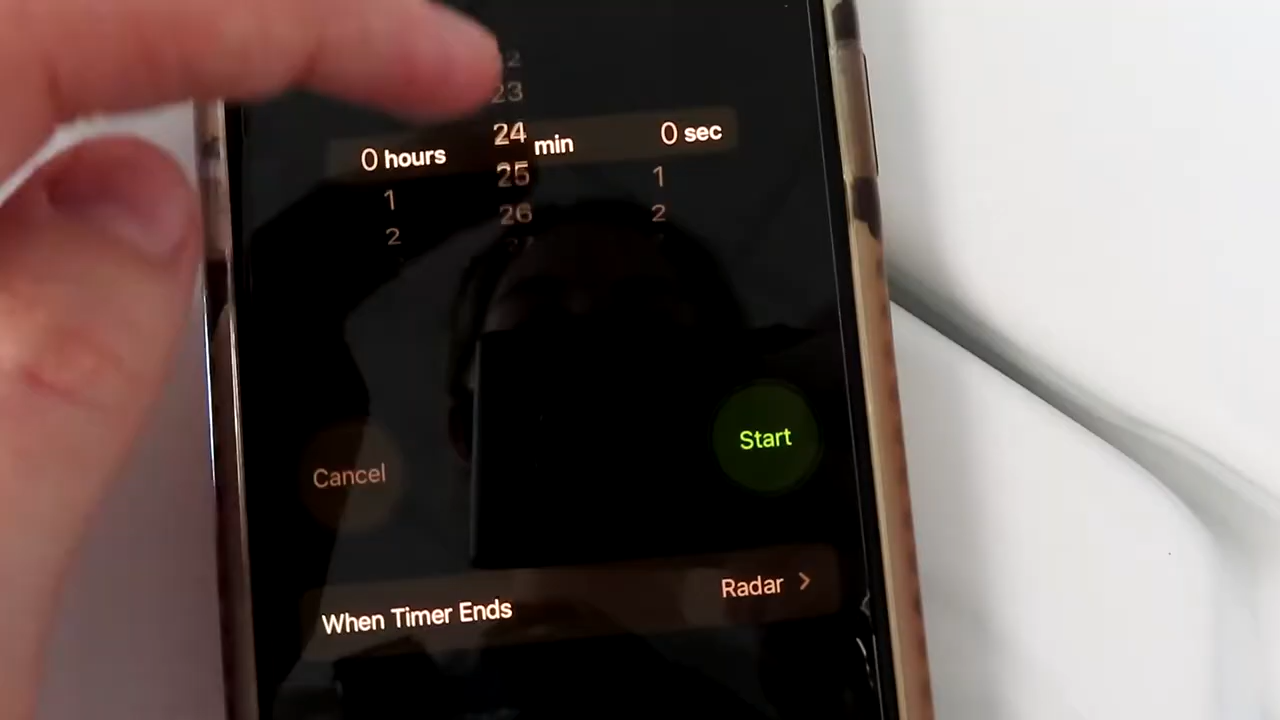 23
24
0 hours min 0 sec
25
1 1
26
2 2
Start
Cancel
Radar >
When Timer Ends